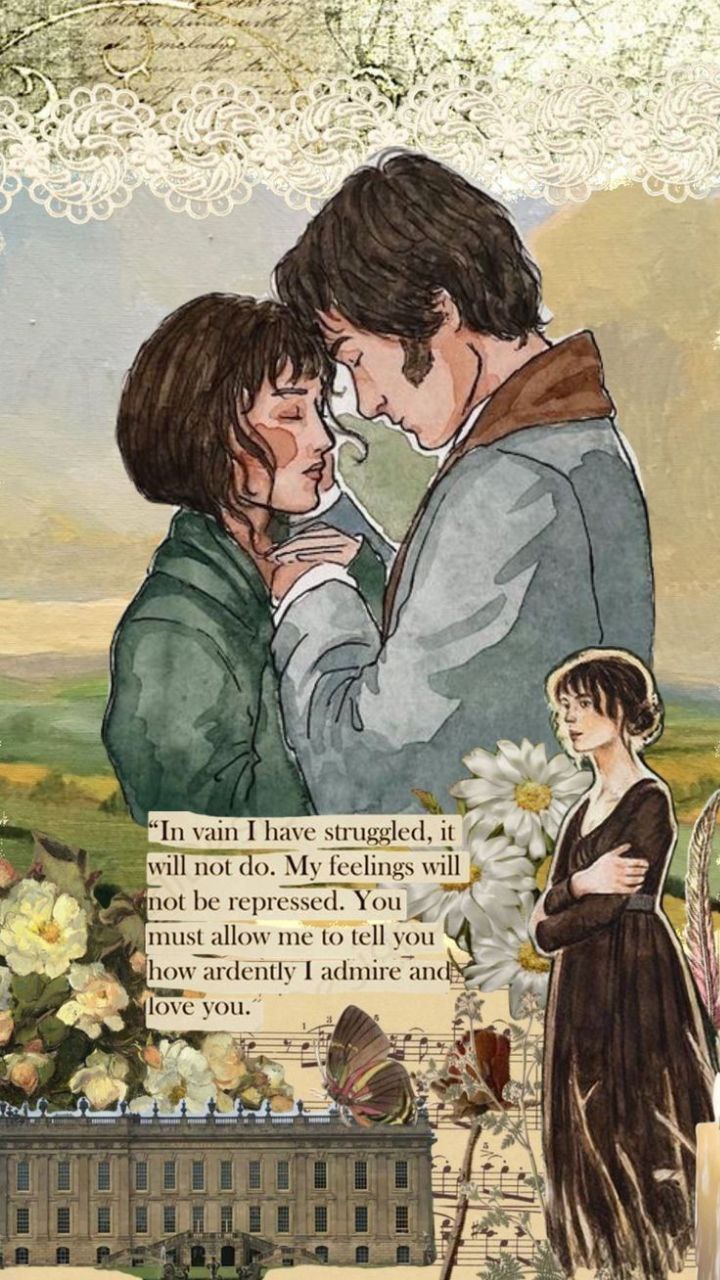 “In vain I have struggled, it
will not do. My feelings will
not be repressed. You
must allow me to tell you
how ardently I admire and
love you.”